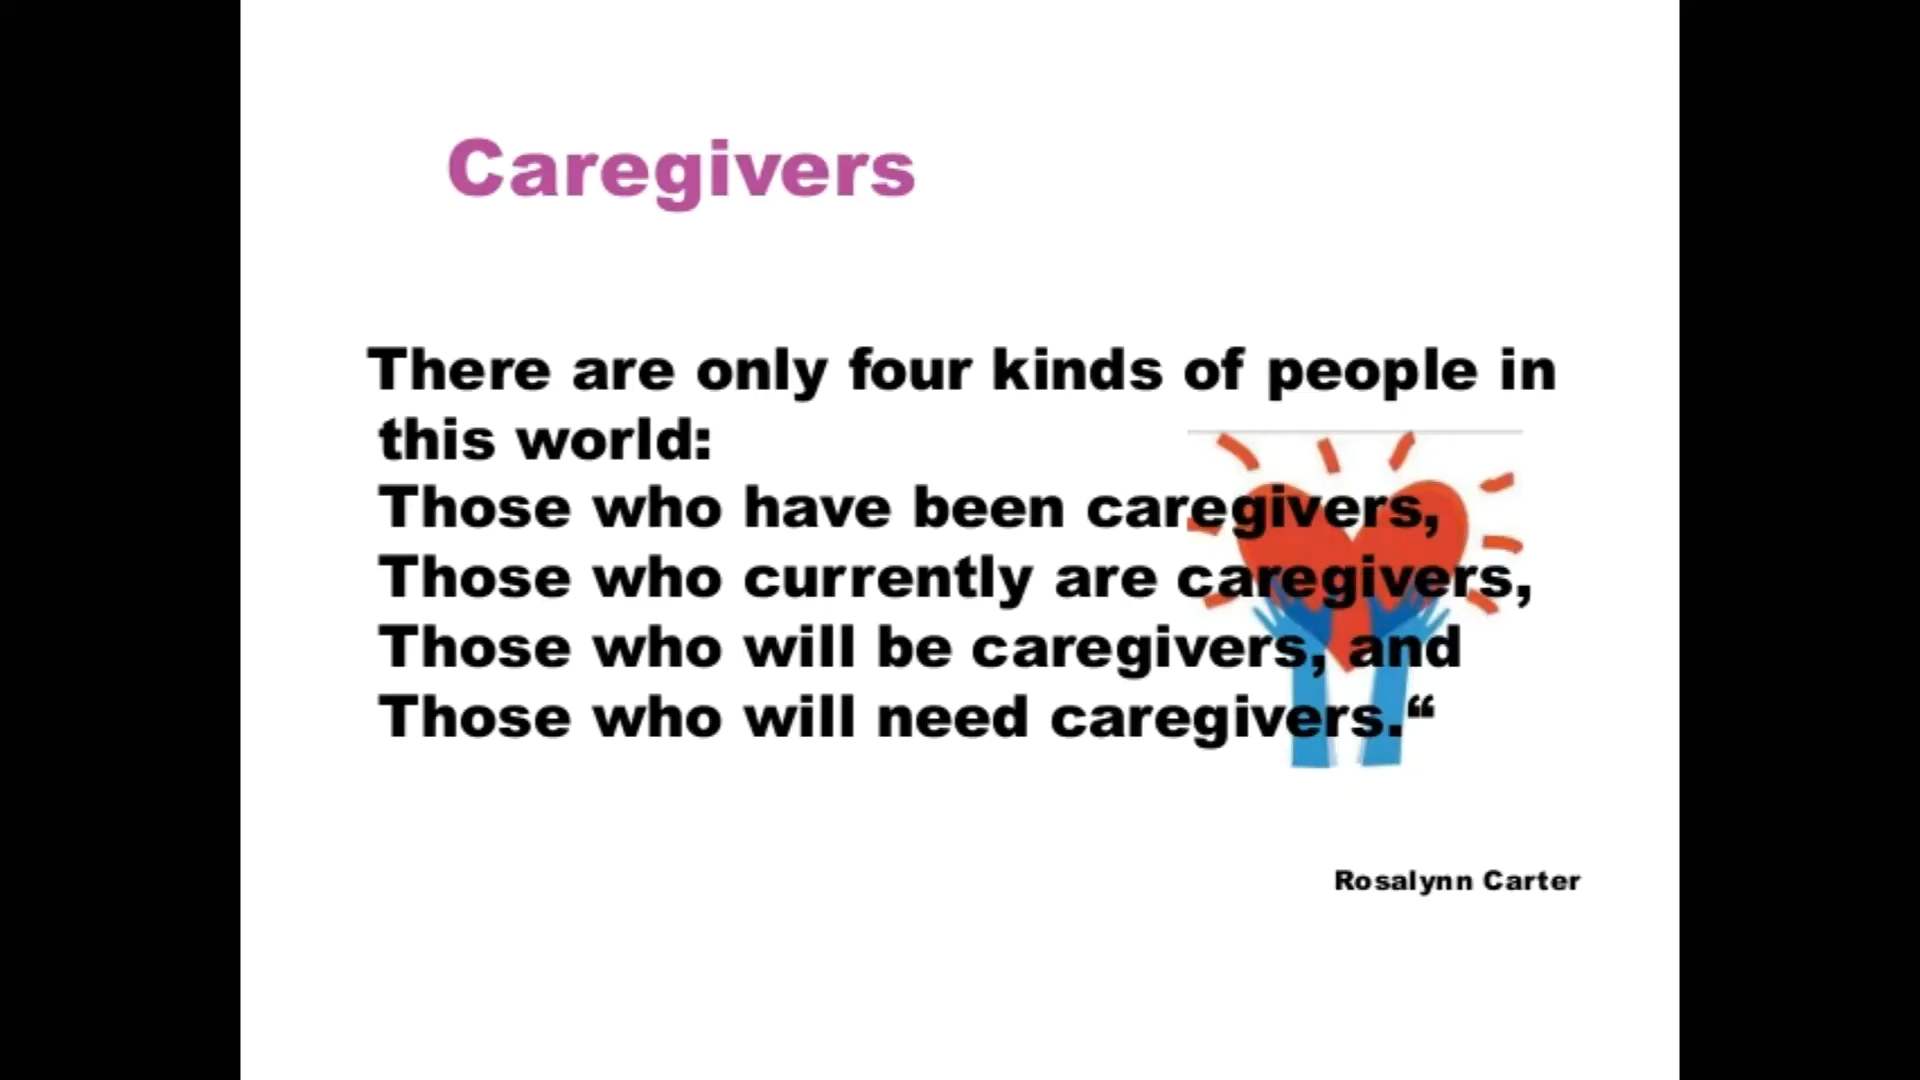 Caregivers
There are only four kinds of people in
this world:
Those who have been caregivers,
Those who currently are caregivers,
Those who will be caregivers, and
Those who will need caregivers.“
Rosalynn Carter